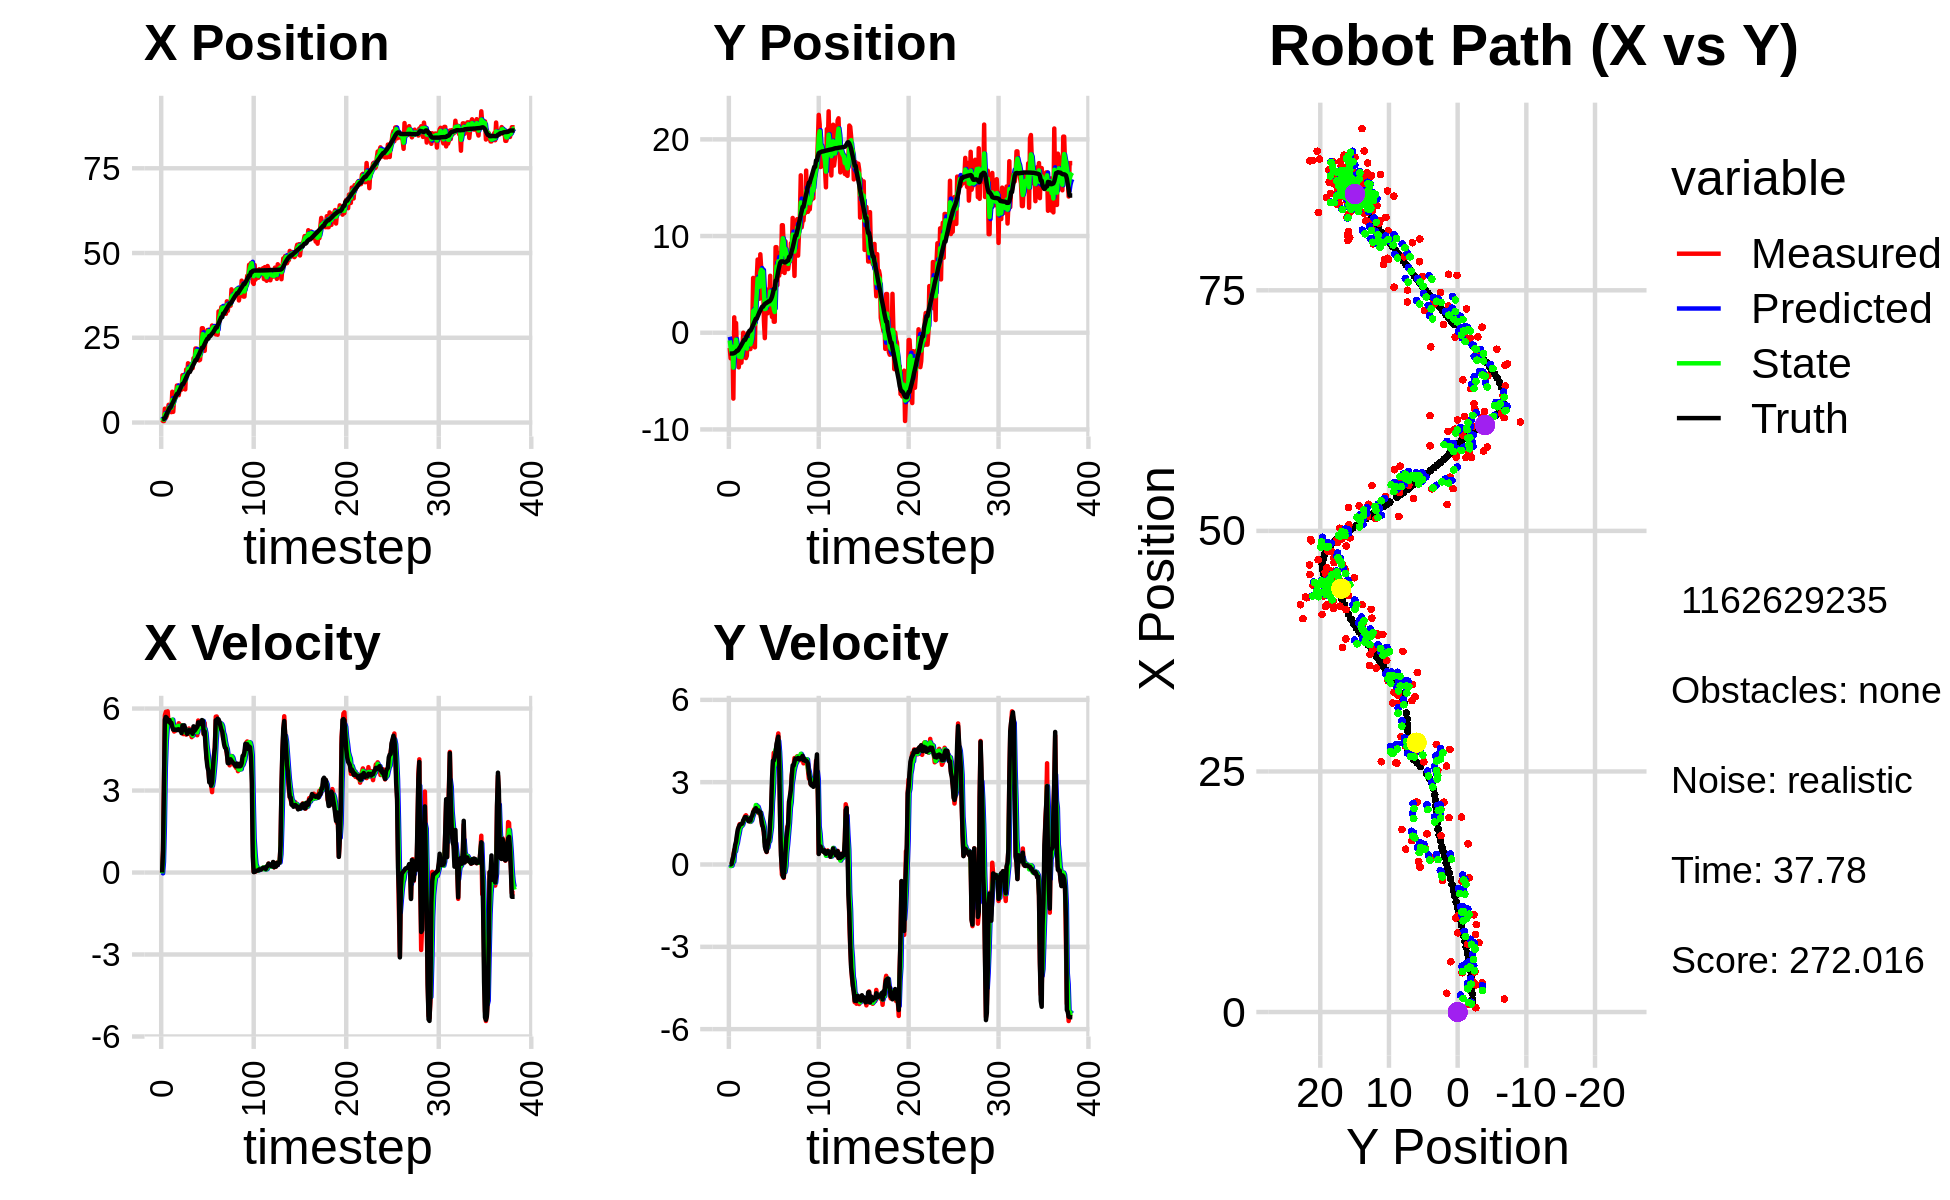 X Position
75
50
25
0
0
100
200
300
400
timestep
Y Position
20
10
0
-10
0
100
200
300
400
timestep
X Velocity
6
3
0
-3
-6
0
100
200
300
400
timestep
Y Velocity
6
3
0
-3
-6
0
100
200
300
400
timestep
Robot Path (X vs Y)
X Position
75
50
25
0
20 10 0 -10 -20
Y Position
variable
Measured
Predicted
State
Truth
1162629235
Obstacles: none
Noise: realistic
Time: 37.78
Score: 272.016